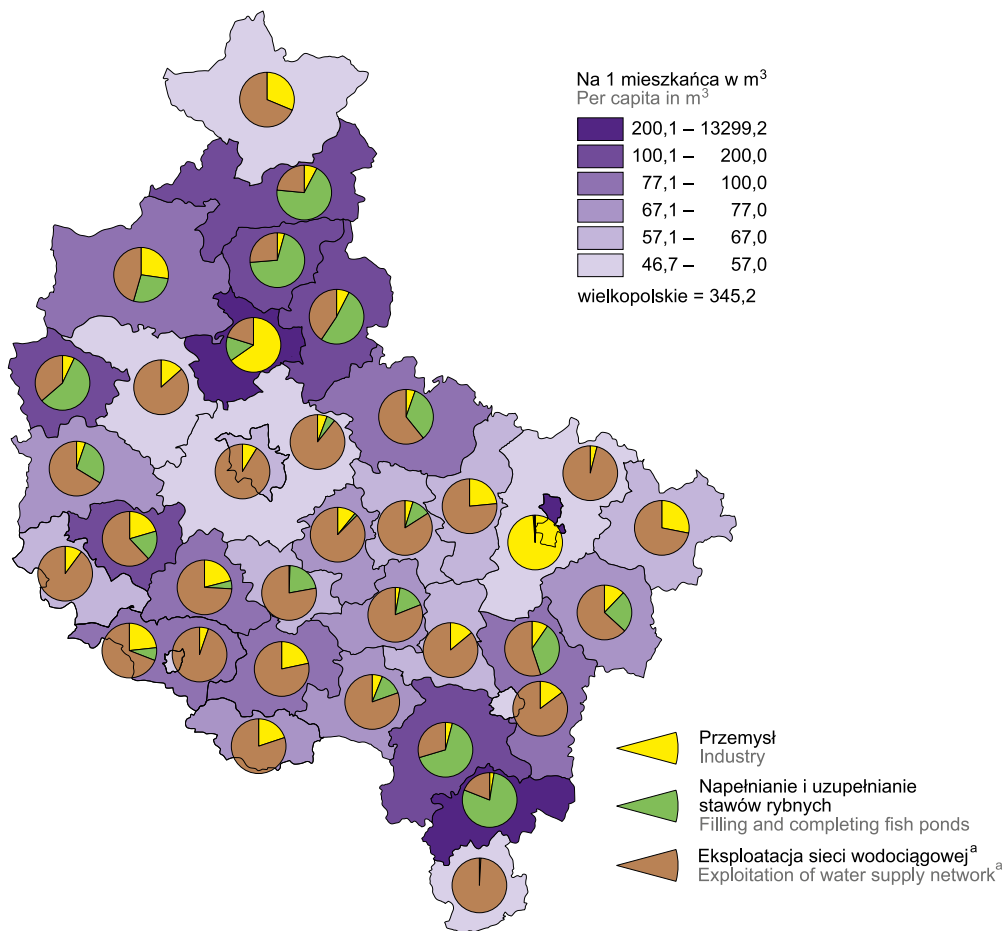 Na 1 mieszkańca w m³
Per capita in m³
200,1 – 13299,2
100,1 – 200,0
77,1 – 100,0
67,1 – 77,0
57,1 – 67,0
46,7 – 57,0
wielkopolskie = 345,2
Przemysł
Industry
Napełnianie i uzupełnianie
stawów rybnych
Filling and completing fish ponds
Eksploatacja sieci wodociągowejᵃ
Exploitation of water supply networkᵃ